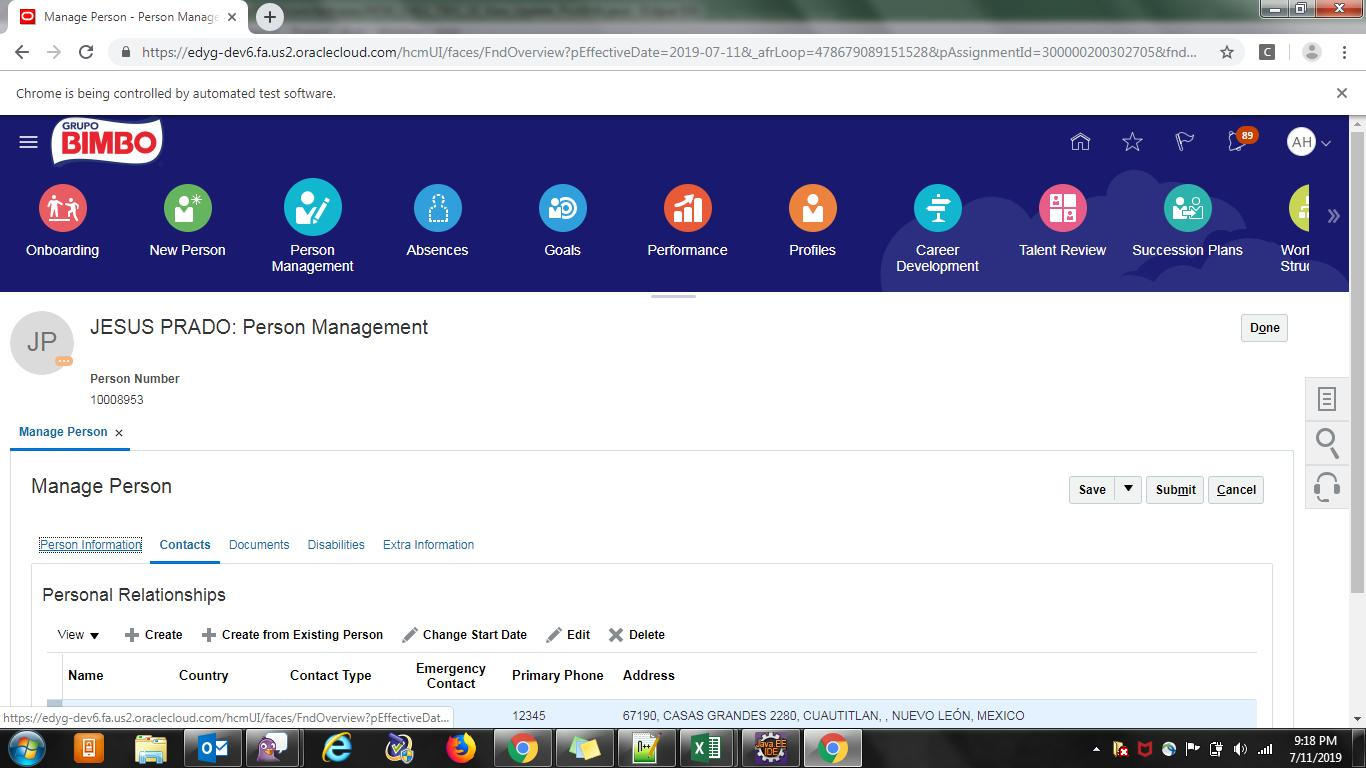 Manage Person - Person Manage
https://edyg-dev6.fa.us2.oraclecloud.com/hcmUI/faces/FndOverview?pEffectiveDate=2019-07-11&_afrLoop=478679089151528&pAssignmentId=300000200302705&fnd...
C
Chrome is being controlled by automated test software.
GRUPO
BIMBO
89
AH
Onboarding
New Person
Person
Management
Absences
Goals
Performance
Profiles
Career
Development
Talent Review
Succession Plans
JP
JESUS PRADO: Person Management
Done
Person Number
10008953
Manage Person
Manage Person
Save
Submit
Cancel
Person Information
Contacts
Documents
Disabilities
Extra Information
Personal Relationships
View
Create
Create from Existing Person
Change Start Date
Edit
Delete
Name
Country
Contact Type
Emergency
Contact
Primary Phone
Address
12345
67190, CASAS GRANDES 2280, CUAUTITLAN, , NUEVO LEÓN, MEXICO
https://edyg-dev6.fa.us2.oraclecloud.com/hcmUI/faces/FndOverview?pEffectiveDat...
Java EE
IDE
9:18 PM
7/11/2019